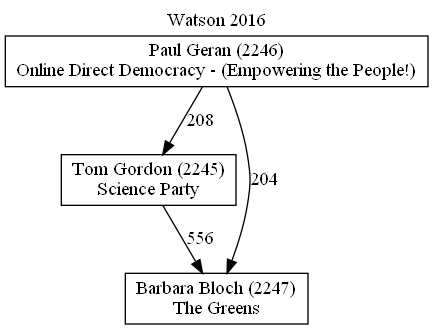 Watson 2016
Paul Geran (2246)
Online Direct Democracy - (Empowering the People!)
208
Tom Gordon (2245)
Science Party
204
556
Barbara Bloch (2247)
The Greens